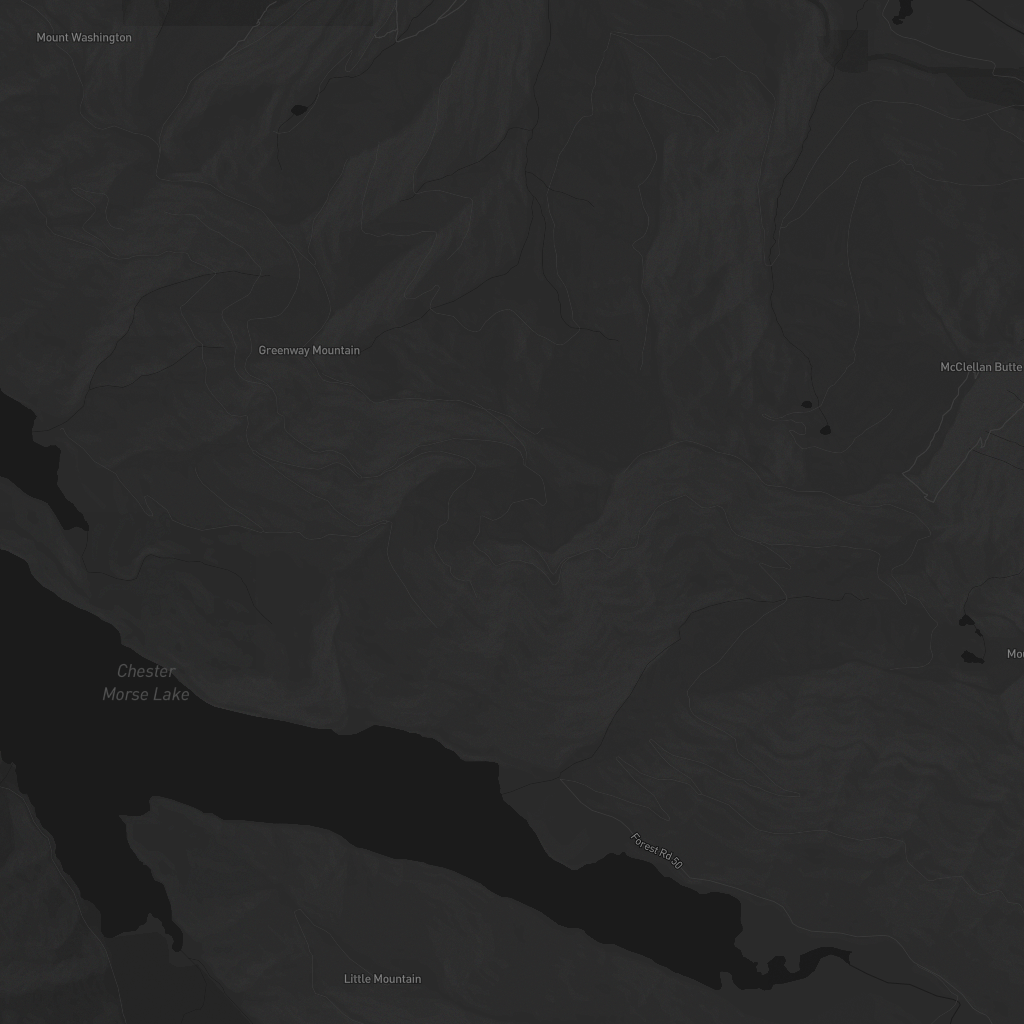 Mount Washington
Greenway Mountain
McClellan Butte
Chester
Morse Lake
Forest Rd 50
Little Mountain